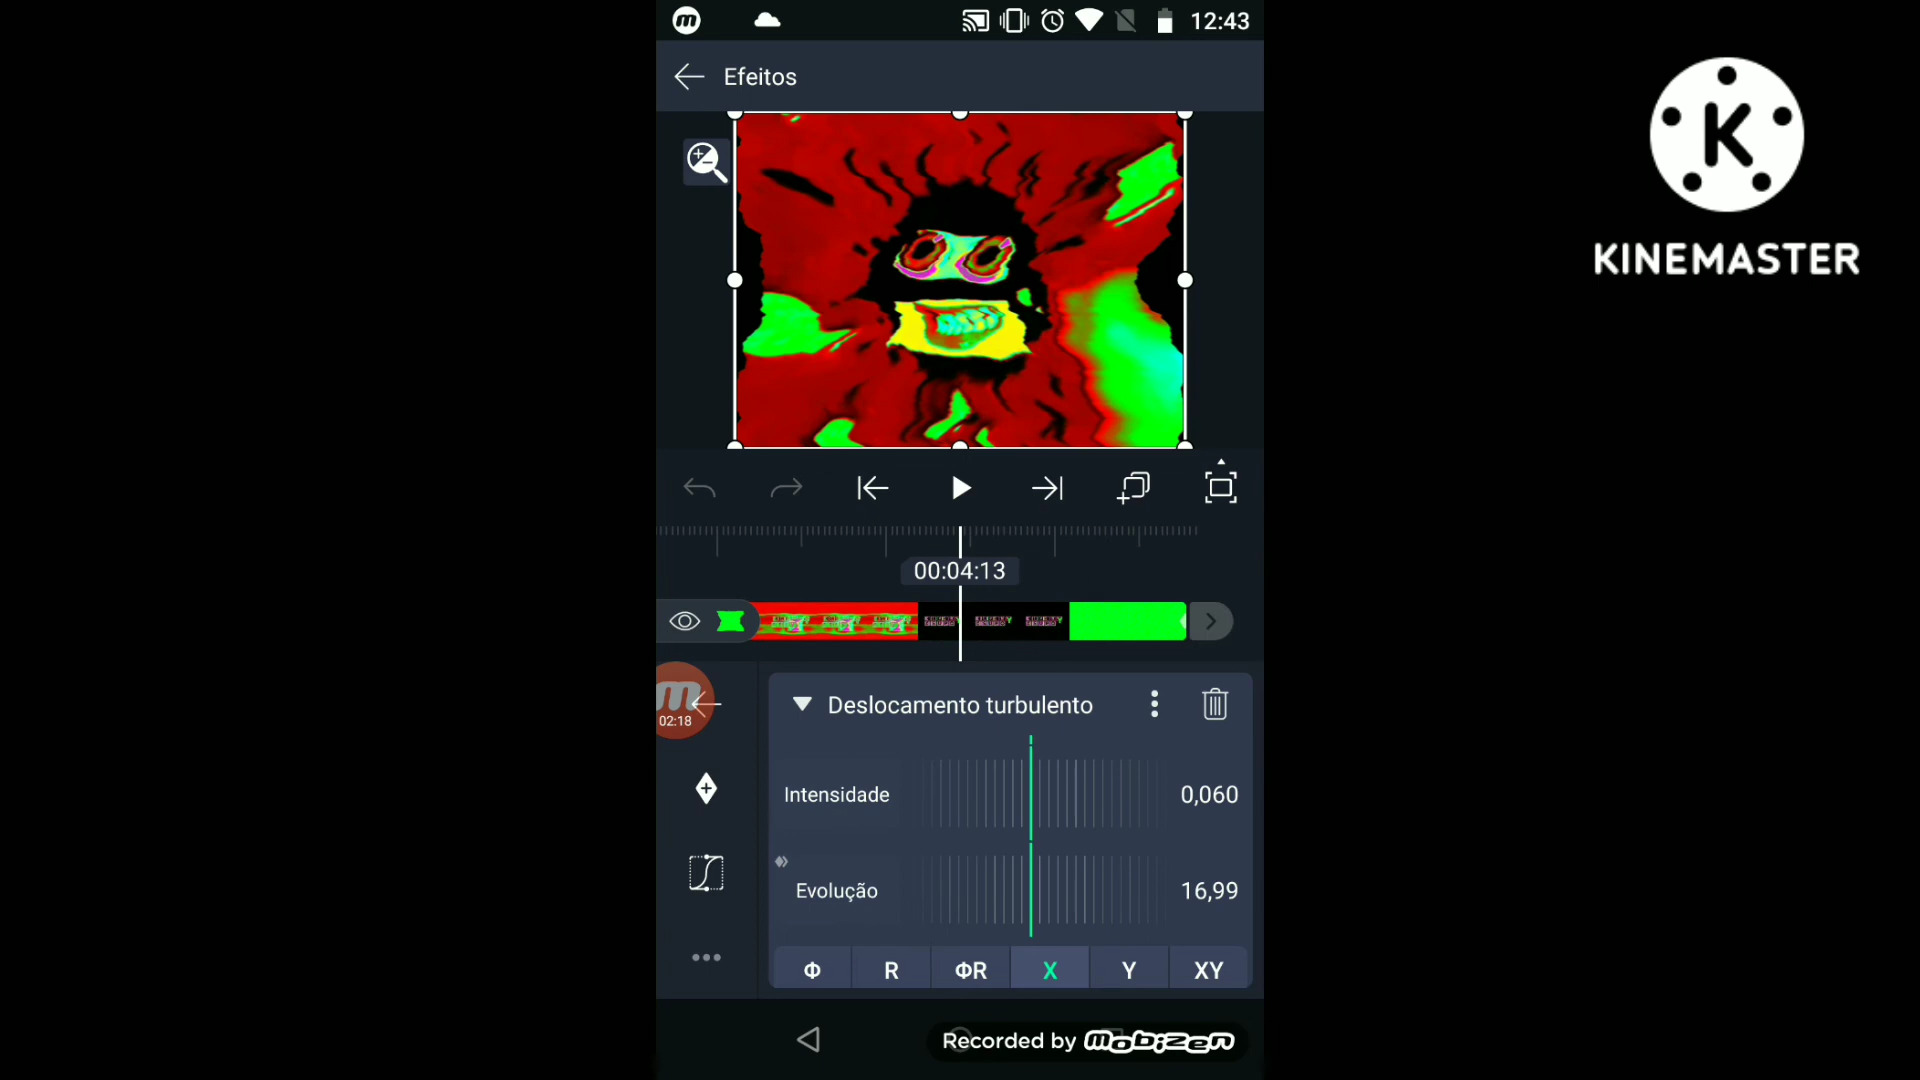 12:43
Efeitos
K
KINEMASTER
00:04:13
02:18
Deslocamento turbulento
Intensidade 0,060
Evolução 16,99
Φ R ΦR X Y XY
Recorded by Mobizen